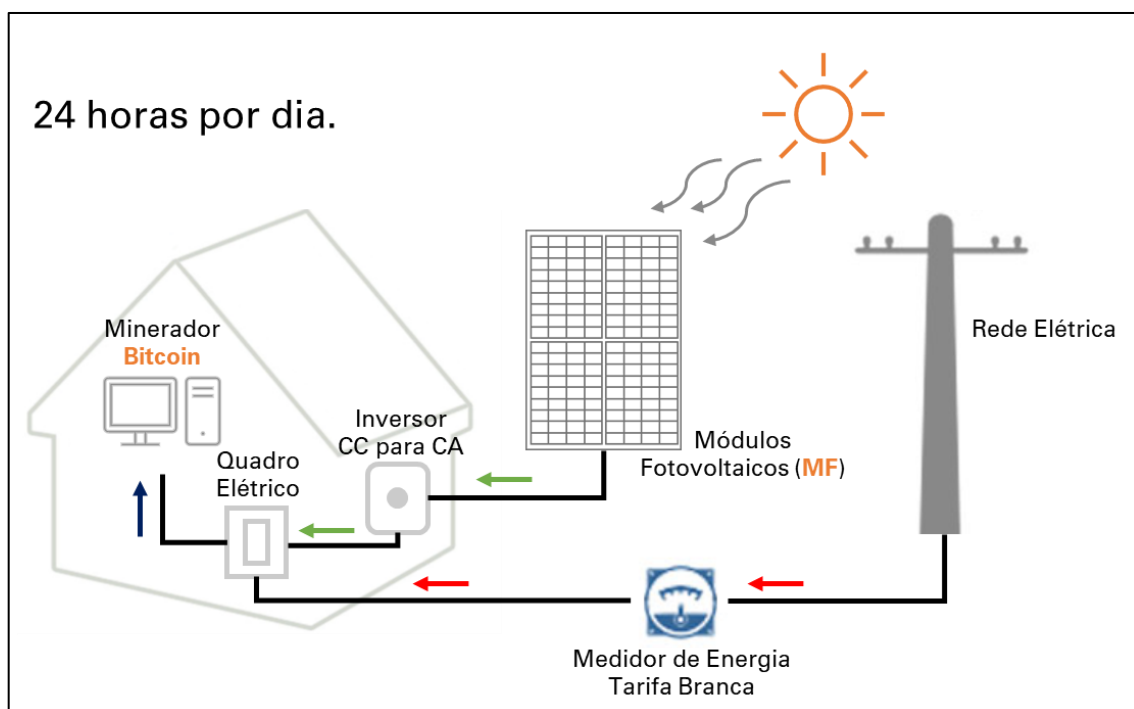 24 horas por dia.
Minerador
Bitcoin
Rede Elétrica
Inversor
CC para CA
Módulos
Fotovoltaicos (MF)
Quadro
Elétrico
Medidor de Energia
Tarifa Branca